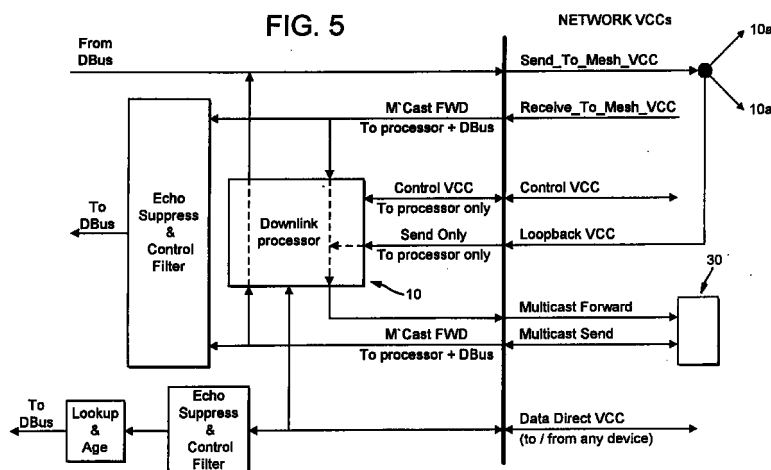 FIG. 5
NETWORK VCCs
From
DBus
Send_To_Mesh_VCC
10a
10a
M`Cast FWD
To processor + DBus
Receive_To_Mesh_VCC
Echo
Suppress
&
Control
Filter
To
DBus
Downlink
processor
Control VCC
To processor only
Control VCC
Send Only
To processor only
Loopback VCC
10
30
Multicast Forward
M`Cast FWD
To processor + DBus
Multicast Send
To
DBus
Lookup
&
Age
Echo
Suppress
&
Control
Filter
Data Direct VCC
(to / from any device)